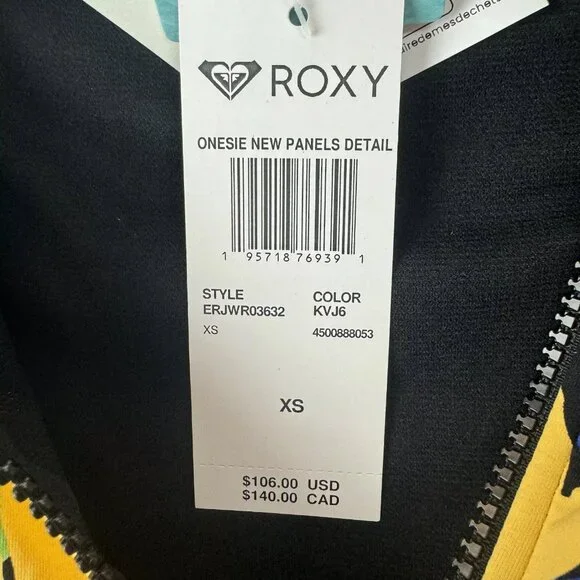 airedemesdechets
ROXY
ONESIE NEW PANELS DETAIL
1 95718 76939 1
STYLE COLOR
ERJWR03632 KVJ6
XS 4500888053
XS
$106.00 USD
$140.00 CAD